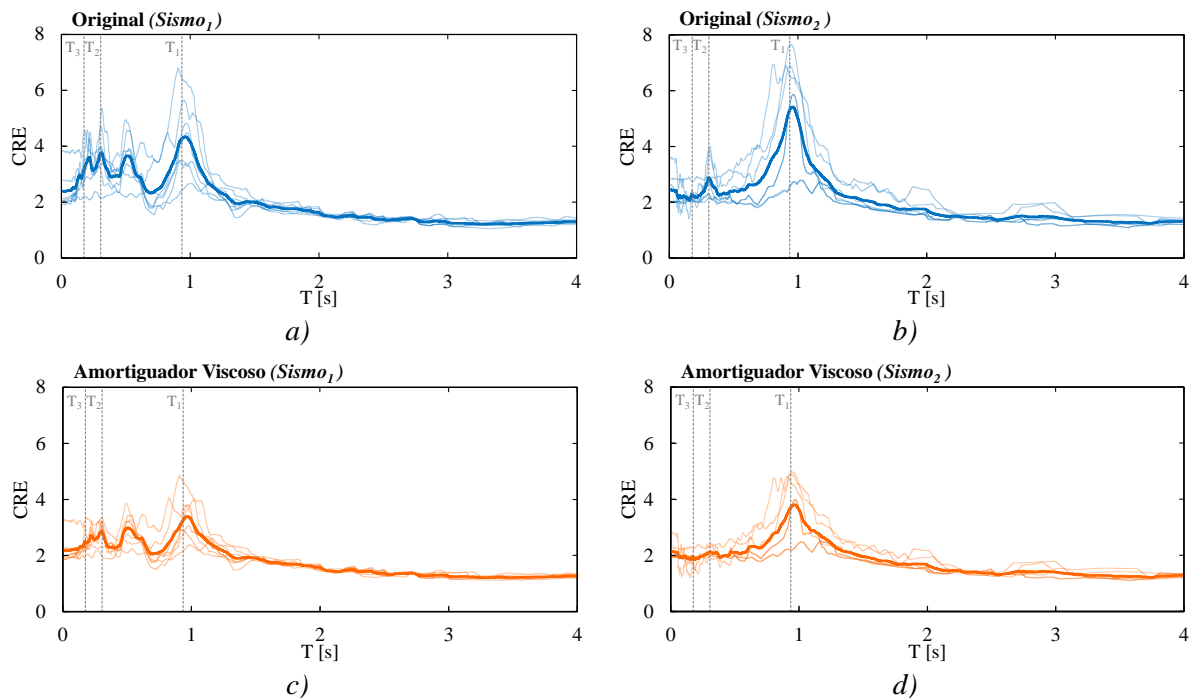 Original (Sismo₁)
8
6
4
2
0
CRE
T₃
T₂
T₁
0
1
2
3
4
T [s]
a)
Original (Sismo₂)
8
6
4
2
0
CRE
T₃
T₂
T₁
0
1
2
3
4
T [s]
b)
Amortiguador Viscoso (Sismo₁)
8
6
4
2
0
CRE
T₃
T₂
T₁
0
1
2
3
4
T [s]
c)
Amortiguador Viscoso (Sismo₂ )
8
6
4
2
0
CRE
T₃
T₂
T₁
0
1
2
3
4
T [s]
d)